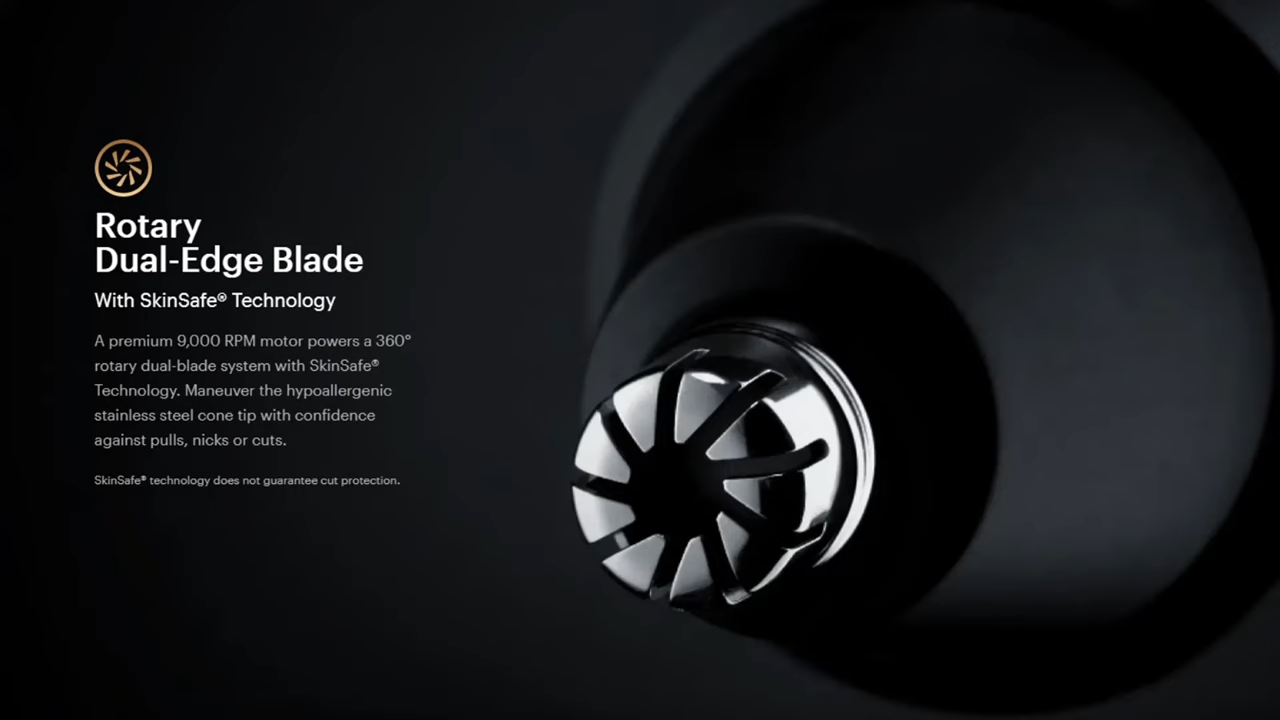 Rotary
Dual-Edge Blade
With SkinSafe® Technology
A premium 9,000 RPM motor powers a 360°
rotary dual-blade system with SkinSafe®
Technology. Maneuver the hypoallergenic
stainless steel cone tip with confidence
against pulls, nicks or cuts.
SkinSafe® technology does not guarantee cut protection.